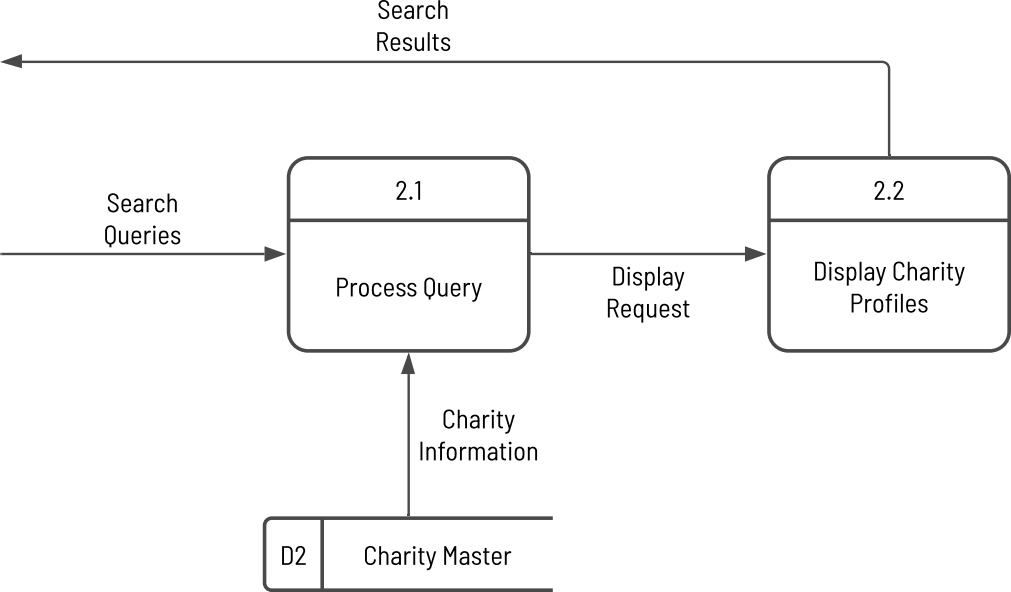 Search
Results
Search
Queries
2.1
Process Query
Display
Request
2.2
Display Charity
Profiles
Charity
Information
D2
Charity Master